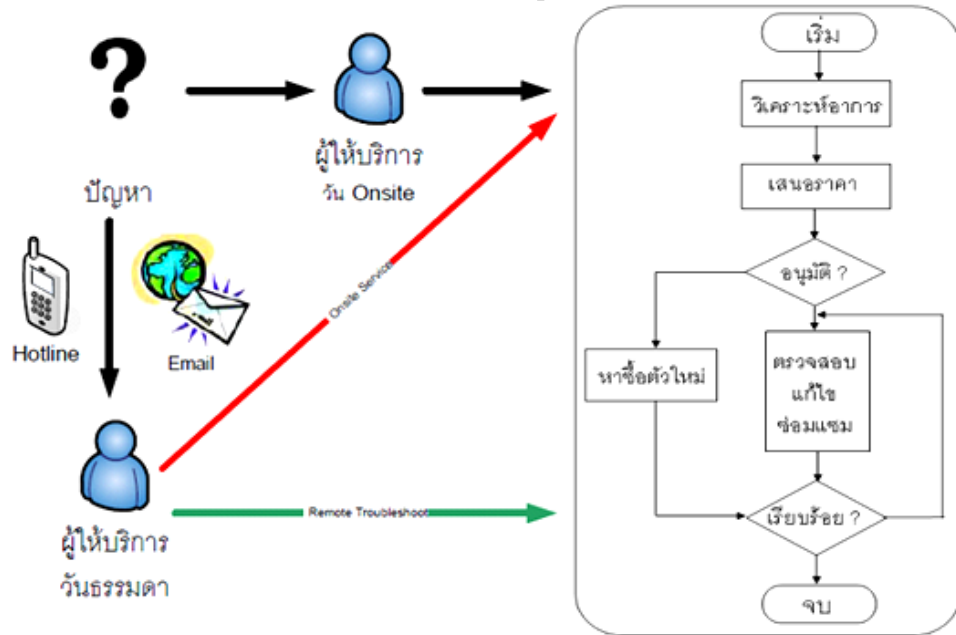 ปัญหา
ผู้ให้บริการ
วัน Onsite
Hotline
Email
ผู้ให้บริการ
วันธรรมดา
Onsite Service
Remote Troubleshoot
เริ่ม
วิเคราะห์อาการ
เสนอราคา
อนุมัติ ?
หาซื้อตัวใหม่
ตรวจสอบ
แก้ไข
ซ่อมแซม
เรียบร้อย ?
จบ